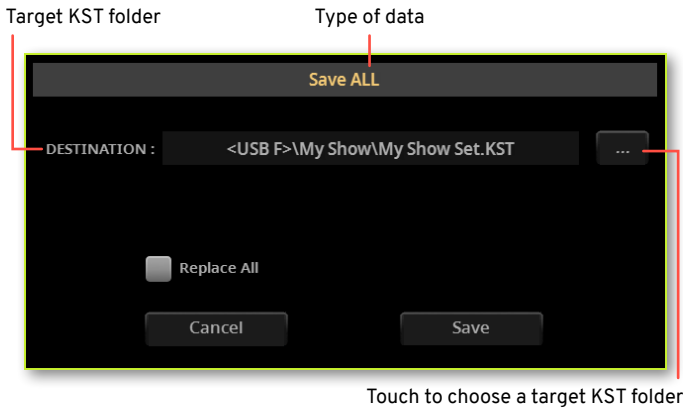 Target KST folder
Type of data
Save ALL
DESTINATION :
<USB F>\My Show\My Show Set.KST
...
Replace All
Cancel
Save
Touch to choose a target KST folder